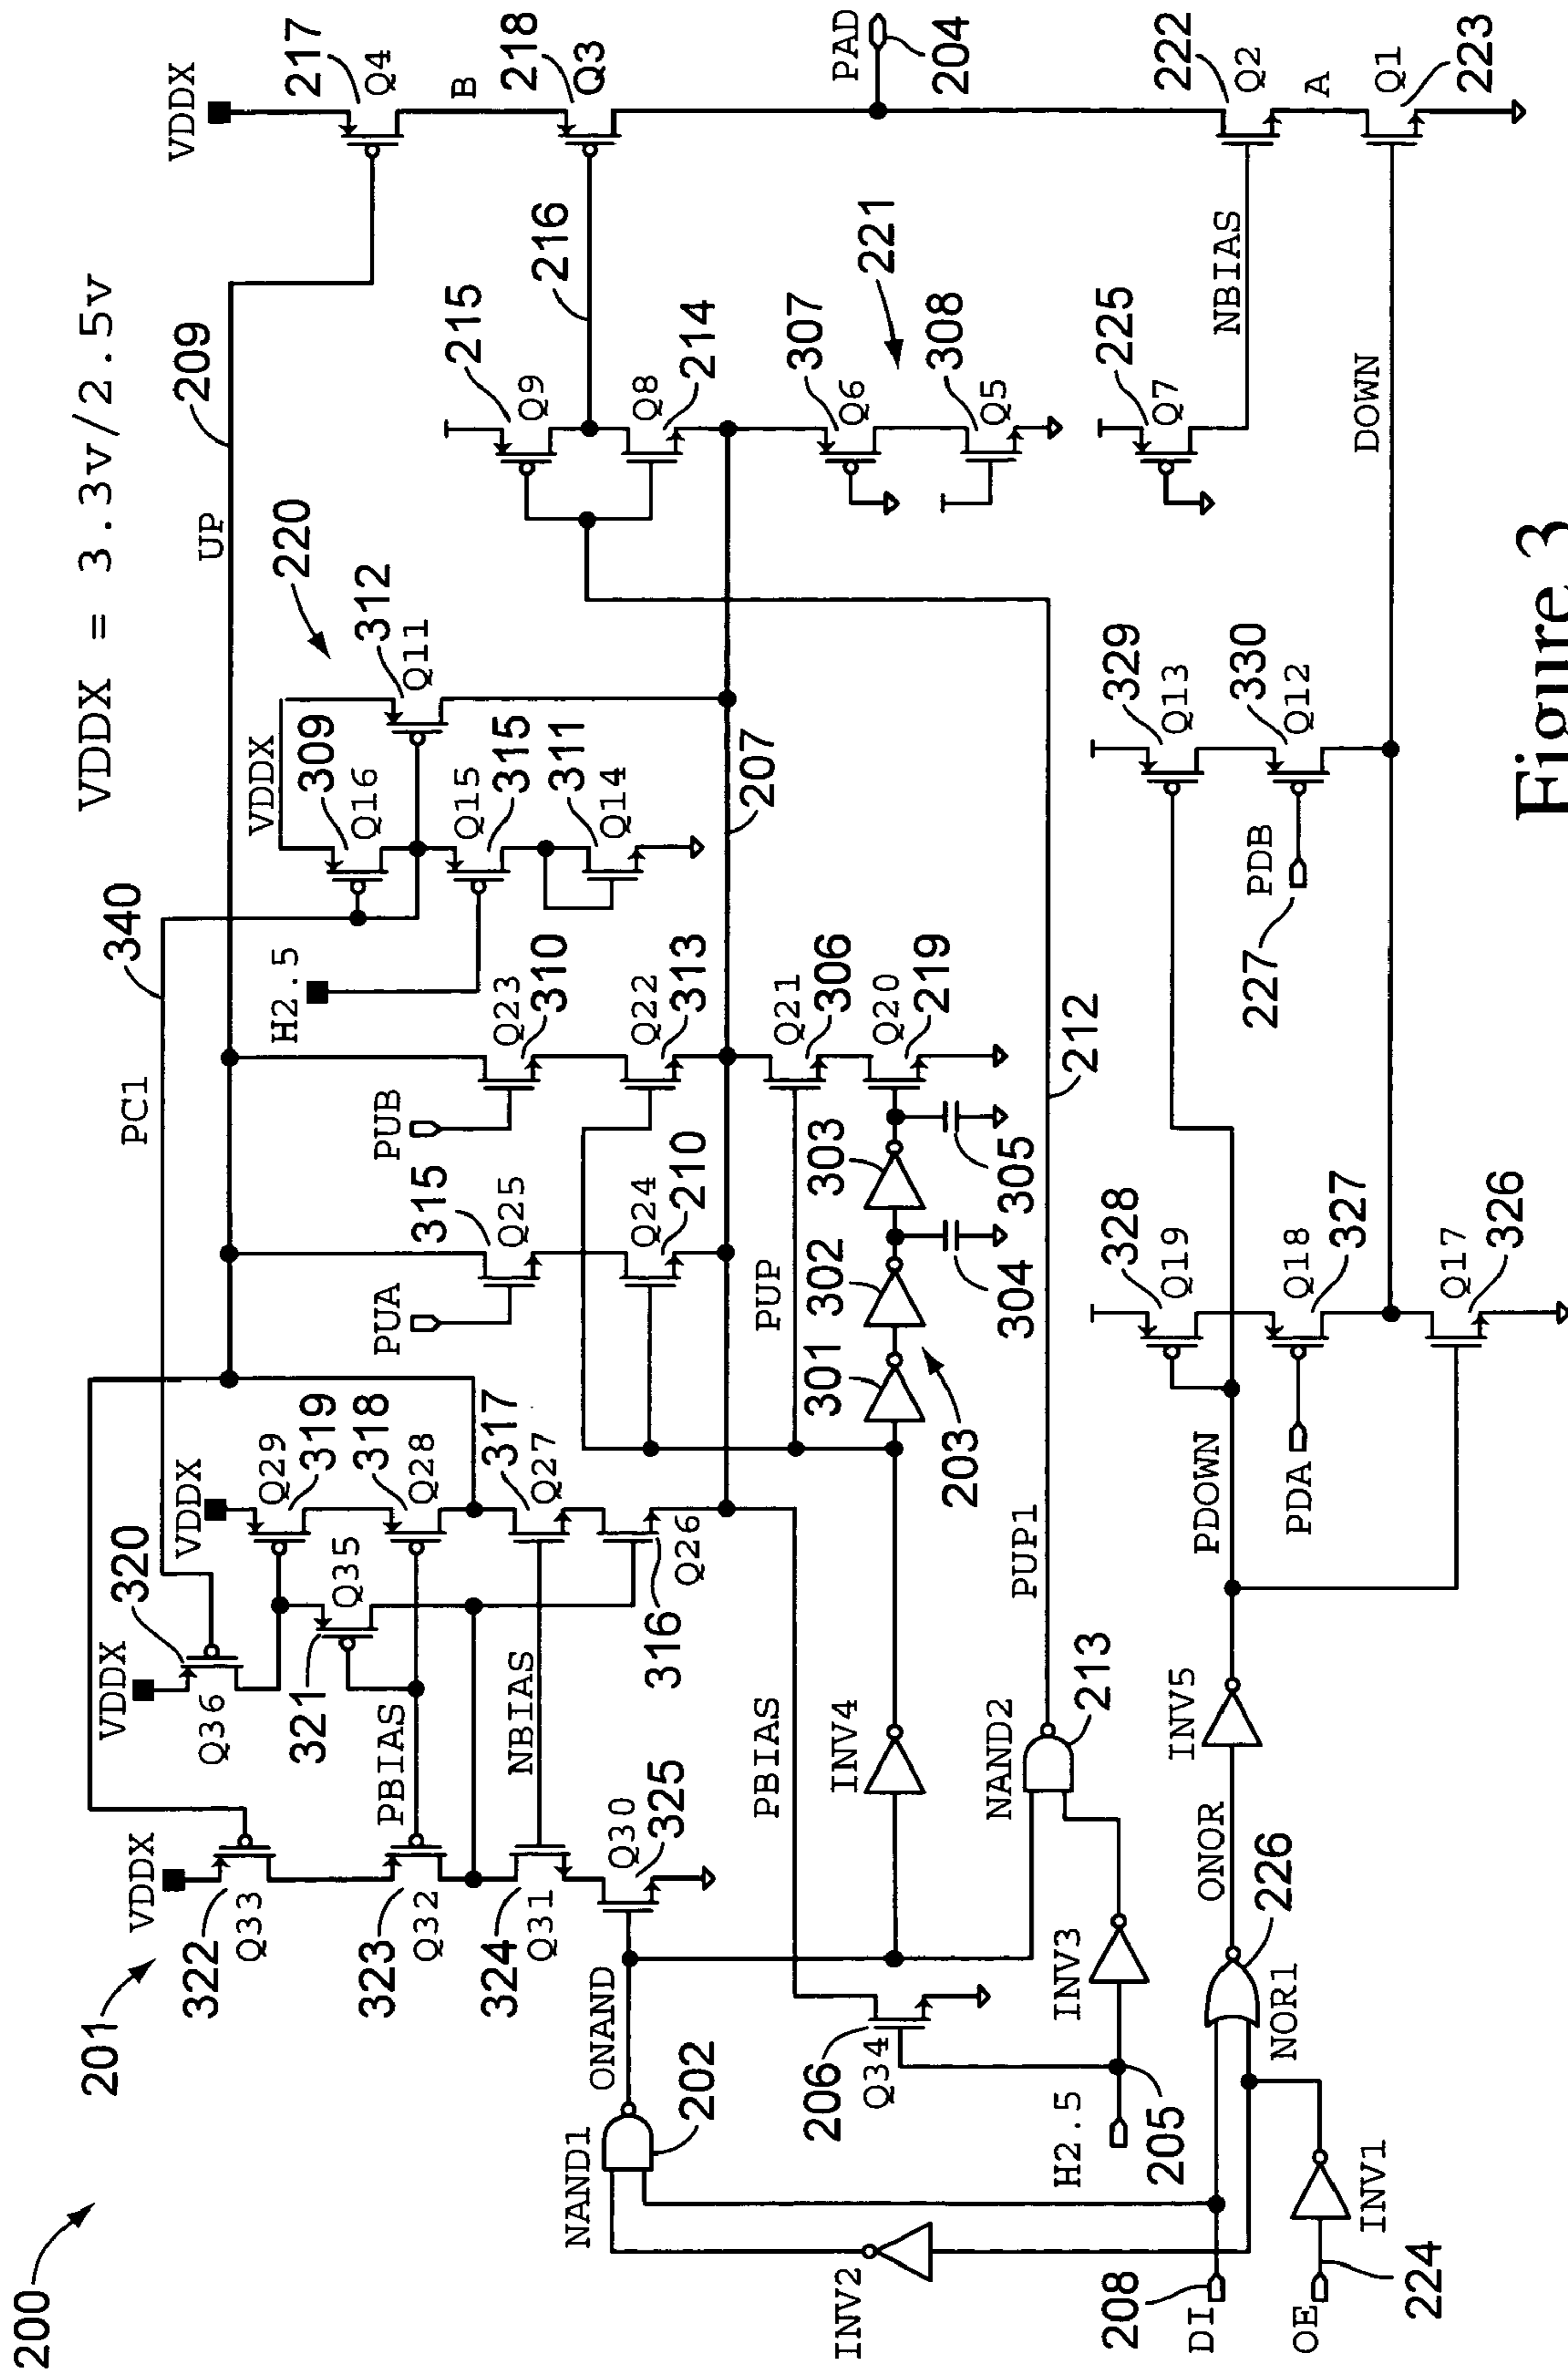 200
VDDX = 3.3v/2.5v
201
VDDX
322
Q33
323
Q32
PBIAS
324
Q31
NBIAS
Q30
325
VDDX
320
Q36
321
Q35
VDDX
Q29
319
318
Q28
317
Q27
316
Q26
PC1
340
UP
209
PUA
315
Q25
Q24
210
PUB
Q23
310
Q22
313
H2.5
VDDX
309
Q16
Q15
315
311
Q14
220
312
Q11
207
215
Q9
Q8
214
216
VDDX
217
Q4
B
218
Q3
PAD
204
222
Q2
A
Q1
223
307
Q6
221
308
Q5
225
Q7
NBIAS
DOWN
PUP
Q21
306
Q20
219
301
302
303
304
305
203
PBIAS
INV4
ONAND
NAND1
202
206
Q34
H2.5
205
INV3
NAND2
213
PUP1
212
INV2
208
DI
OE
224
INV1
NOR1
226
ONOR
INV5
PDOWN
PDA
328
Q19
Q18
327
Q17
326
329
Q13
330
Q12
PDB
227
Figure 3